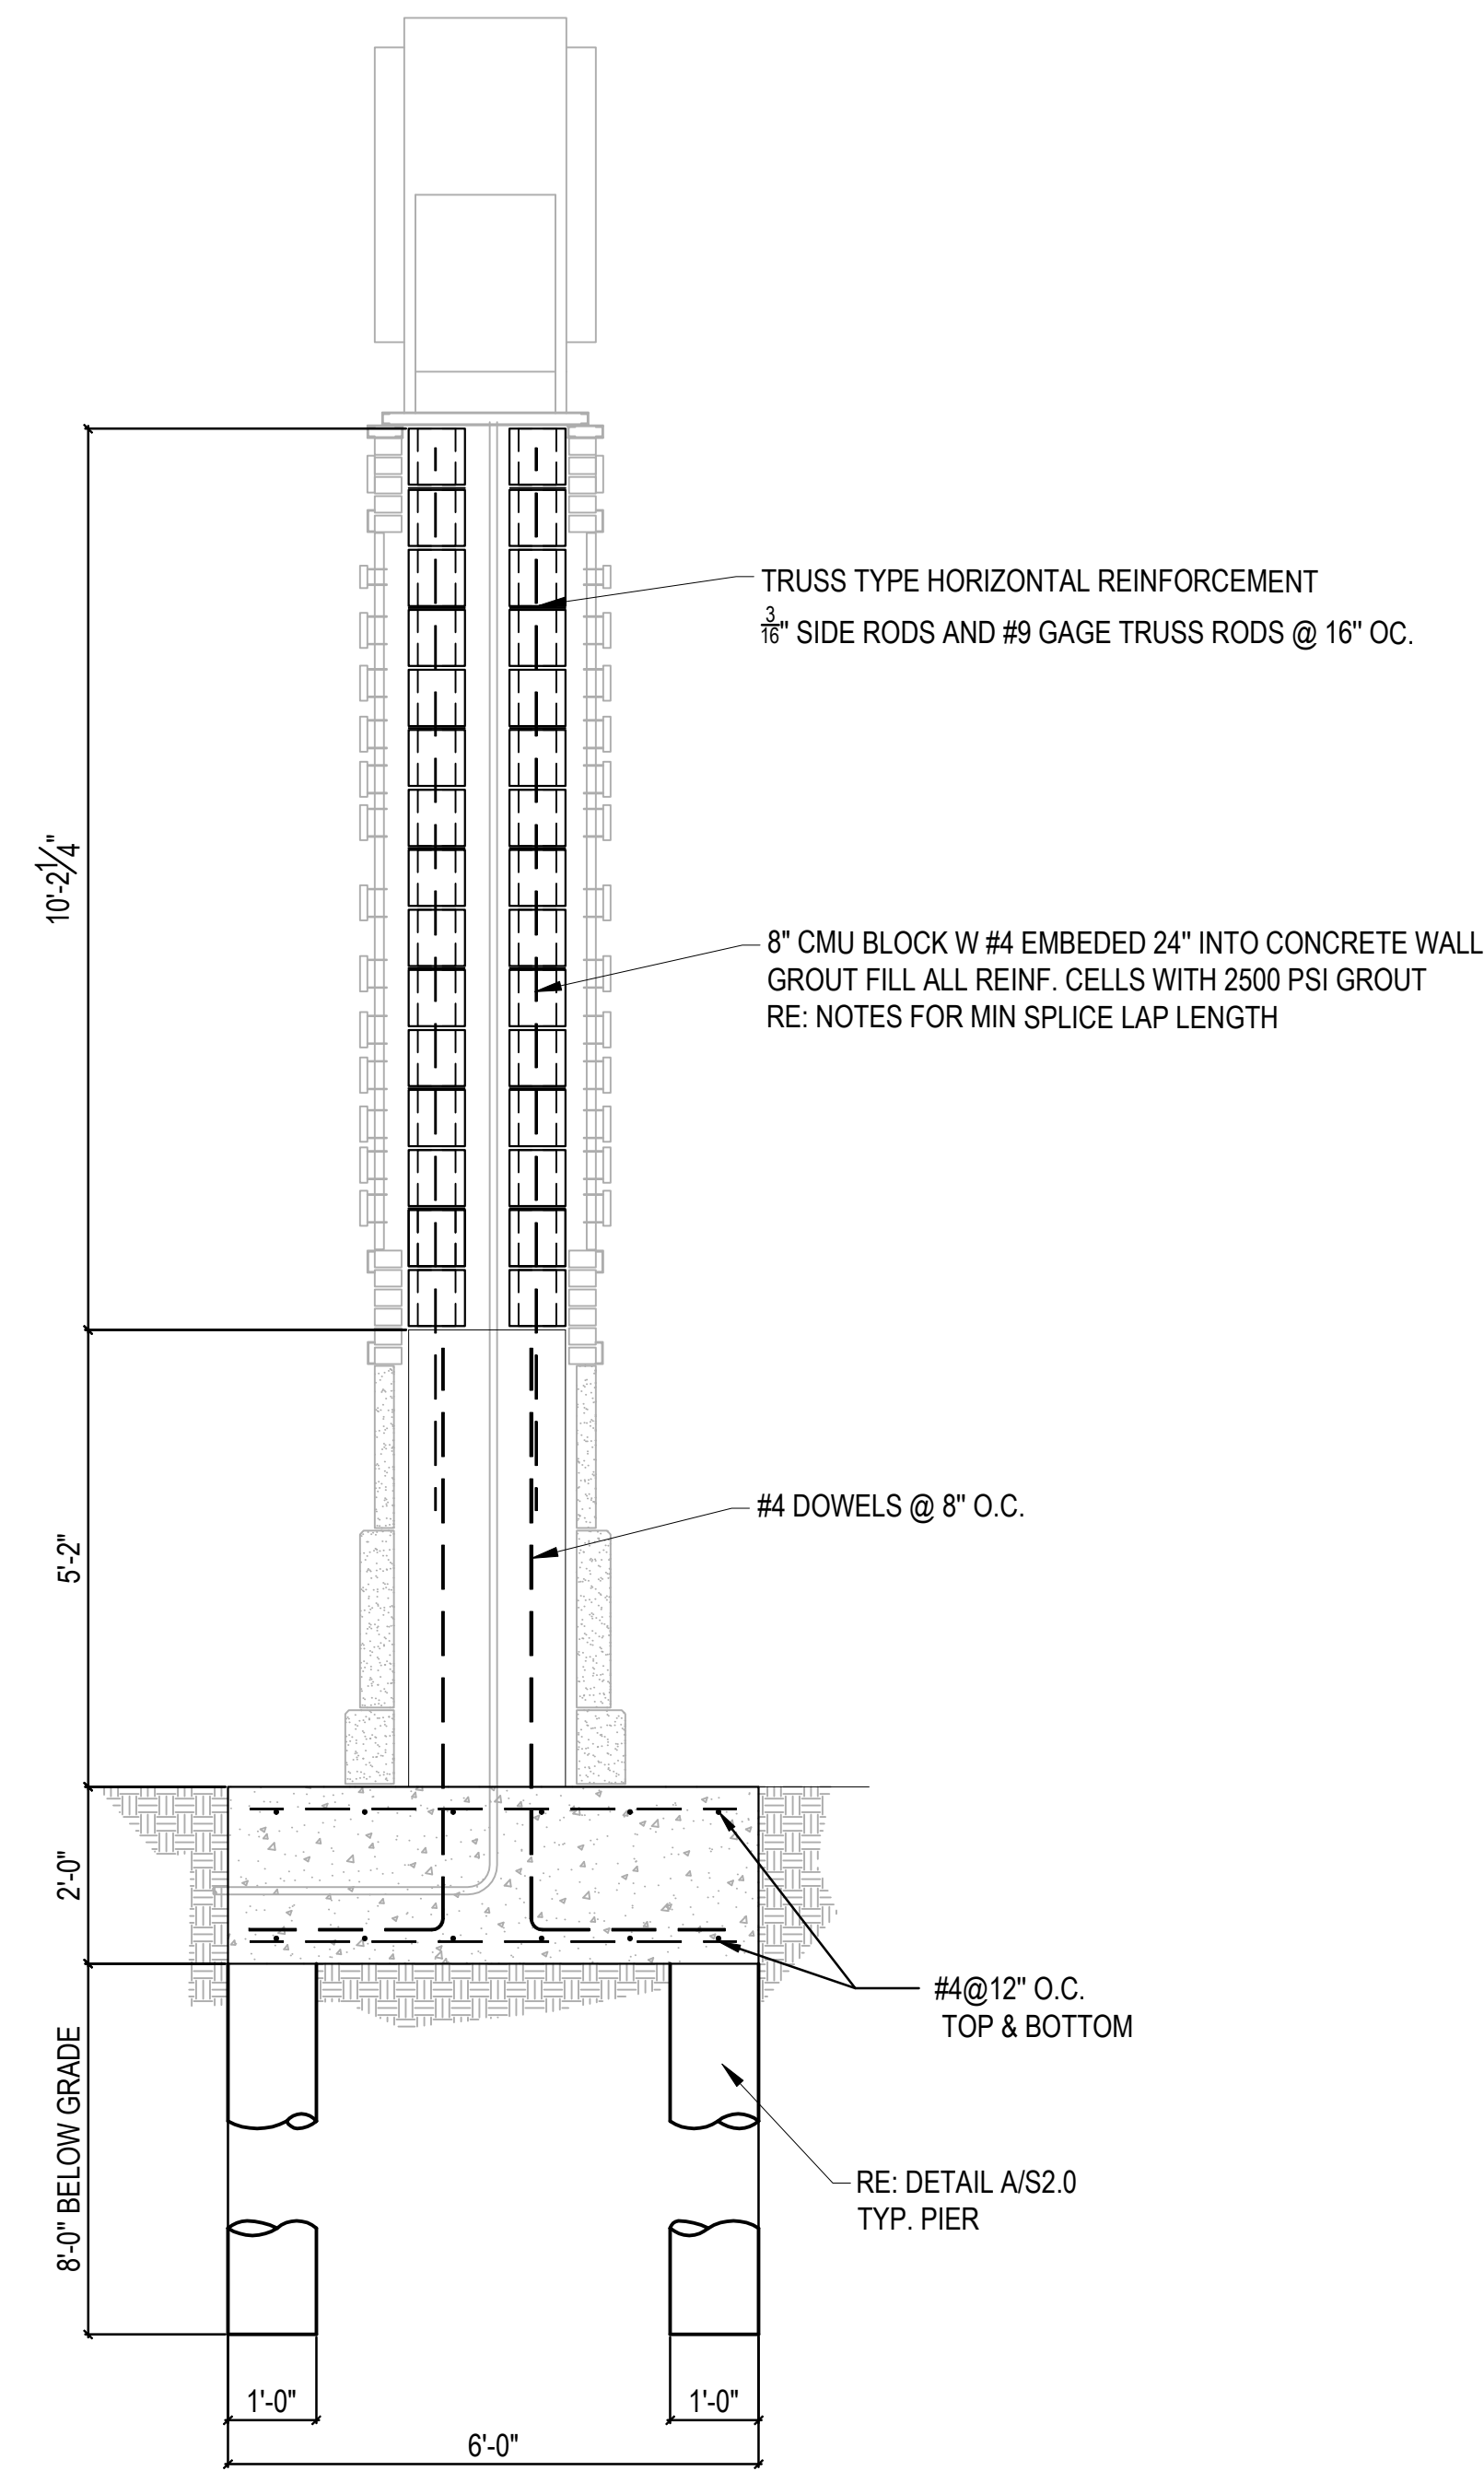 TRUSS TYPE HORIZONTAL REINFORCEMENT
3/16" SIDE RODS AND #9 GAGE TRUSS RODS @ 16" OC.
10'-2 1/4"
8" CMU BLOCK W #4 EMBEDED 24" INTO CONCRETE WALL
GROUT FILL ALL REINF. CELLS WITH 2500 PSI GROUT
RE: NOTES FOR MIN SPLICE LAP LENGTH
#4 DOWELS @ 8" O.C.
5'-2"
2'-0"
#4@12" O.C.
TOP & BOTTOM
8'-0" BELOW GRADE
RE: DETAIL A/S2.0
TYP. PIER
1'-0"
1'-0"
6'-0"